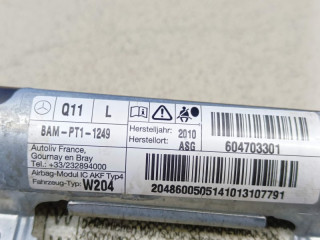 Q11
L
BAM-PT1-1249
Autoliv France,
Gournay en Bray
Tel.: +33/232894000
Airbag-Modul IC AKF Typ4
Fahrzeug-Typ: W204
Herstelljahr: 2010
Herstellort: ASG
604703301
2048600505141013107791